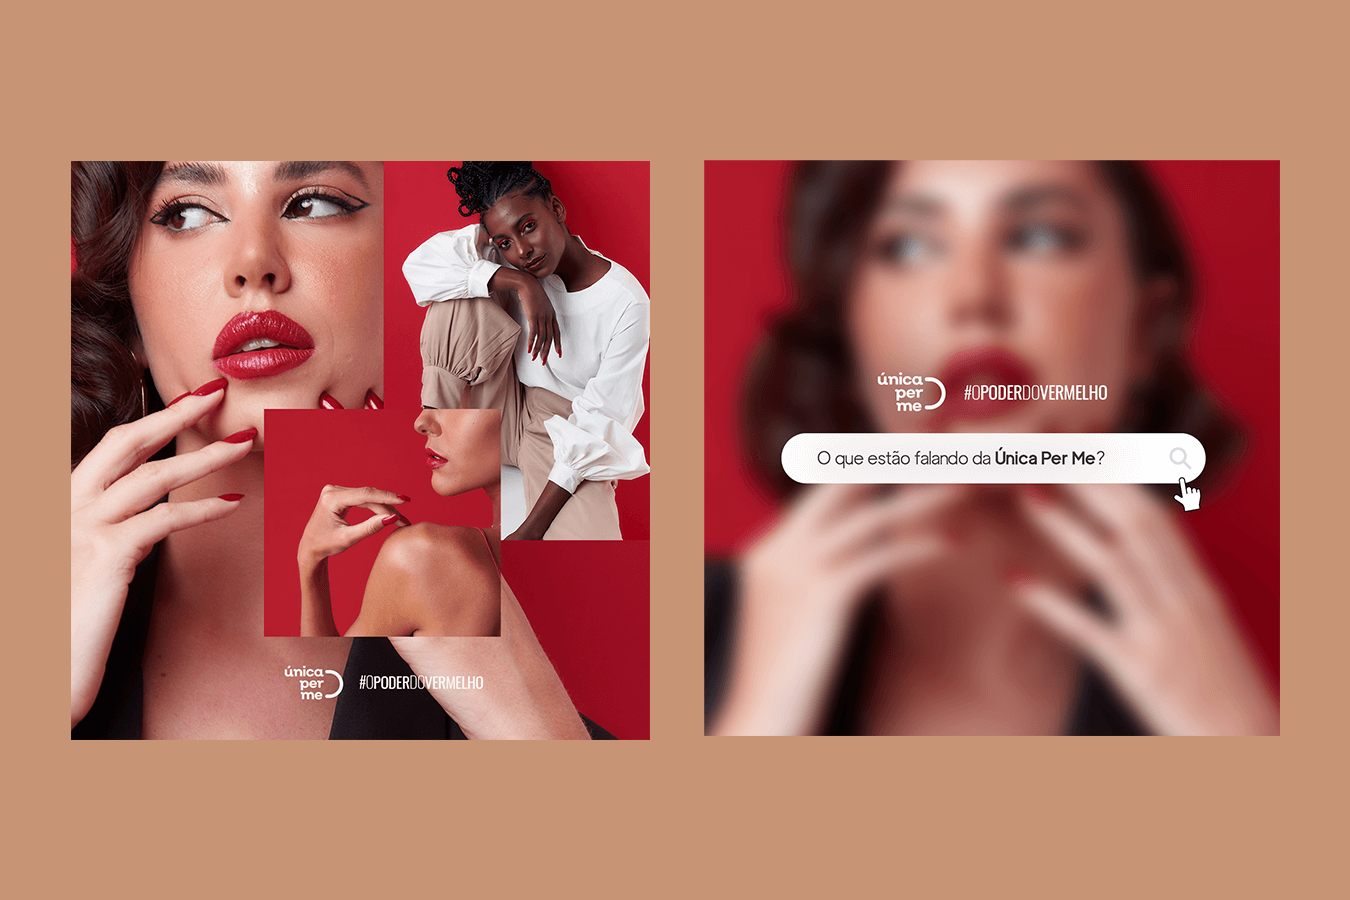 única
per
me
#OPODERDOVERMELHO
única
per
me
#OPODERDOVERMELHO
O que estão falando da Única Per Me?